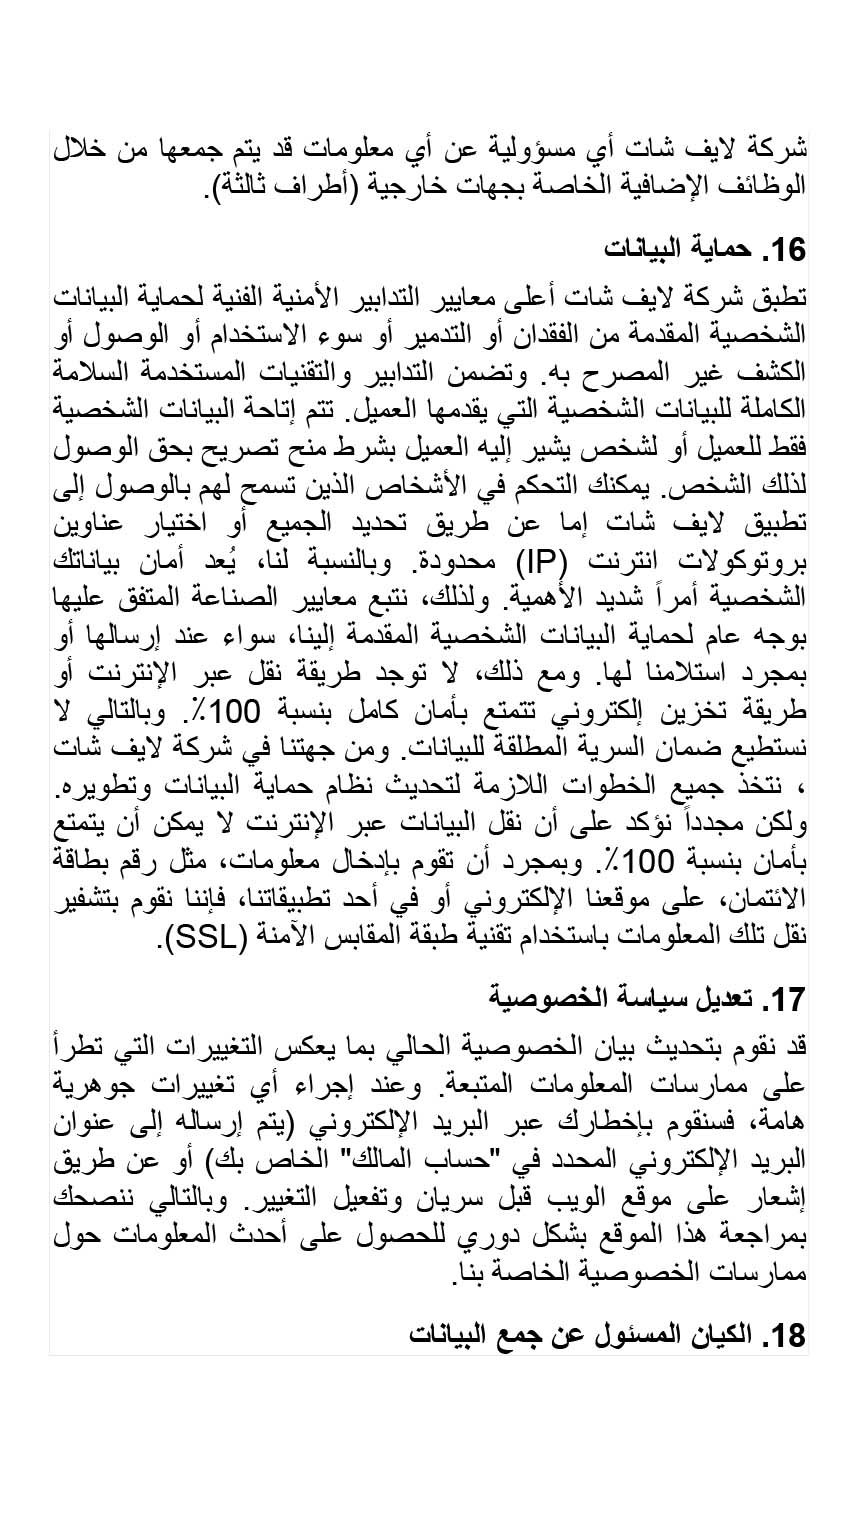 شركة لايف شات أي مسؤولية عن أي معلومات قد يتم جمعها من خلال
الوظائف الإضافية الخاصة بجهات خارجية (أطراف ثالثة).
16. حماية البيانات
تطبق شركة لايف شات أعلى معايير التدابير الأمنية الفنية لحماية البيانات
الشخصية المقدمة من الفقدان أو التدمير أو سوء الاستخدام أو الوصول أو
الكشف غير المصرح به. وتضمن التدابير والتقنيات المستخدمة السلامة
الكاملة للبيانات الشخصية التي يقدمها العميل. تتم إتاحة البيانات الشخصية
فقط للعميل أو لشخص يشير إليه العميل بشرط منح تصريح بحق الوصول
لذلك الشخص. يمكنك التحكم في الأشخاص الذين تسمح لهم بالوصول إلى
تطبيق لايف شات إما عن طريق تحديد الجميع أو اختيار عناوين
بروتوكولات انترنت (IP) محدودة. وبالنسبة لنا، يُعد أمان بياناتك
الشخصية أمراً شديد الأهمية. ولذلك، نتبع معايير الصناعة المتفق عليها
بوجه عام لحماية البيانات الشخصية المقدمة إلينا، سواء عند إرسالها أو
بمجرد استلامنا لها. ومع ذلك، لا توجد طريقة نقل عبر الإنترنت أو
طريقة تخزين إلكتروني تتمتع بأمان كامل بنسبة 100٪. وبالتالي لا
نستطيع ضمان السرية المطلقة للبيانات. ومن جهتنا في شركة لايف شات
، نتخذ جميع الخطوات اللازمة لتحديث نظام حماية البيانات وتطويره.
ولكن مجدداً نؤكد على أن نقل البيانات عبر الإنترنت لا يمكن أن يتمتع
بأمان بنسبة 100٪. وبمجرد أن تقوم بإدخال معلومات، مثل رقم بطاقة
الائتمان، على موقعنا الإلكتروني أو في أحد تطبيقاتنا، فإننا نقوم بتشفير
نقل تلك المعلومات باستخدام تقنية طبقة المقابس الآمنة (SSL).
17. تعديل سياسة الخصوصية
قد نقوم بتحديث بيان الخصوصية الحالي بما يعكس التغييرات التي تطرأ
على ممارسات المعلومات المتبعة. وعند إجراء أي تغييرات جوهرية
هامة، فسنقوم بإخطارك عبر البريد الإلكتروني (يتم إرساله إلى عنوان
البريد الإلكتروني المحدد في "حساب المالك" الخاص بك) أو عن طريق
إشعار على موقع الويب قبل سريان وتفعيل التغيير. وبالتالي ننصحك
بمراجعة هذا الموقع بشكل دوري للحصول على أحدث المعلومات حول
ممارسات الخصوصية الخاصة بنا.
18. الكيان المسئول عن جمع البيانات